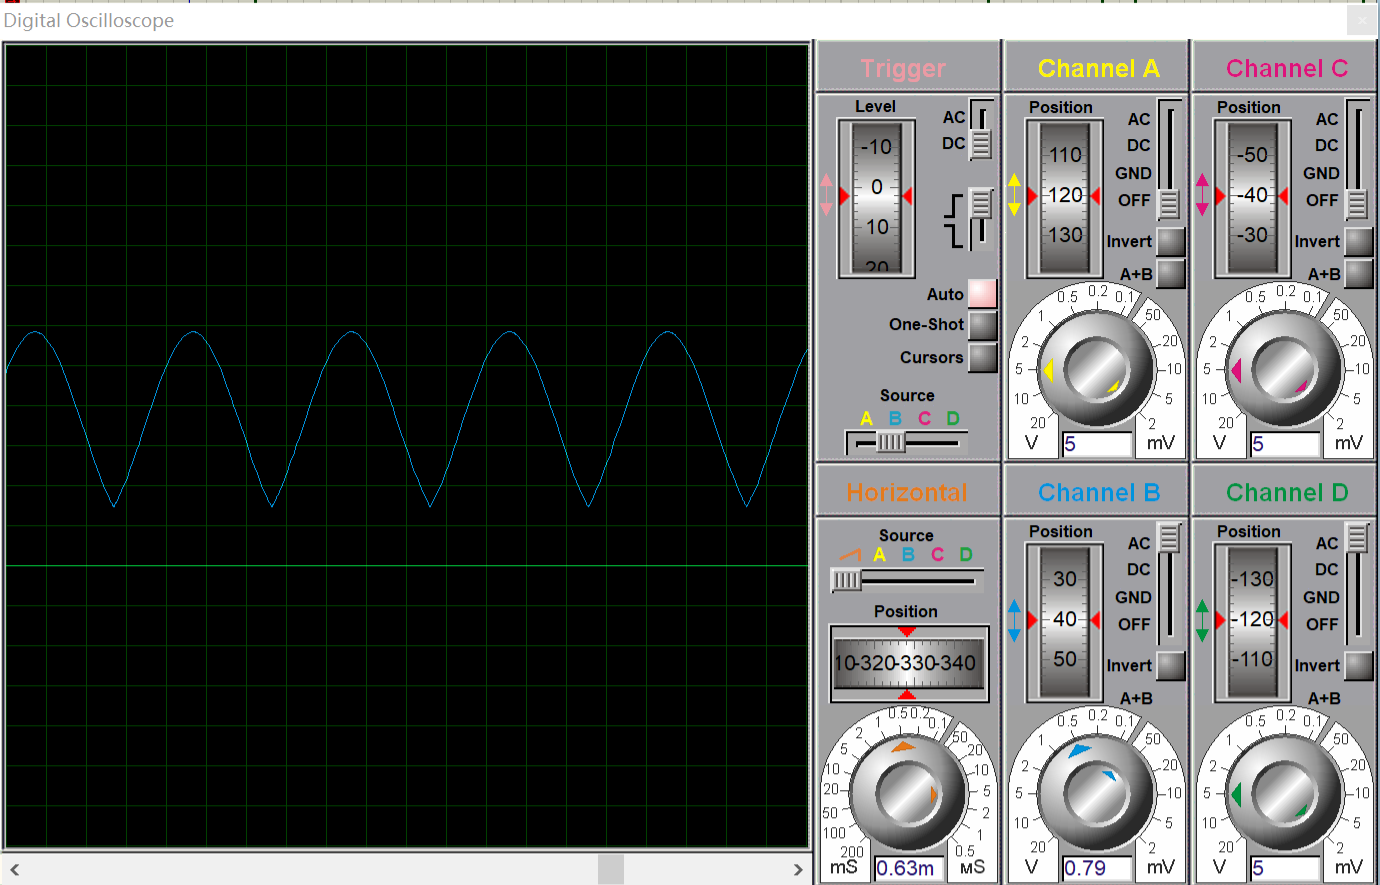 Digital Oscilloscope
Trigger
Level
-10
0
10
20
AC
DC
Auto
One-Shot
Cursors
Source
A B C D
Channel A
Position
110
120
130
AC
DC
GND
OFF
Invert
A+B
20 10 5 2 1 0.5 0.2 0.1 50 20 10 5 2
V 5 mV
Channel C
Position
-50
-40
-30
AC
DC
GND
OFF
Invert
A+B
20 10 5 2 1 0.5 0.2 0.1 50 20 10 5 2
V 5 mV
Horizontal
Source
A B C D
Position
10-320-330-340
200 100 50 20 10 5 2 1 0.5 0.2 0.1 50 20 10 5 2 1 0.5
mS 0.63m мS
Channel B
Position
30
40
50
AC
DC
GND
OFF
Invert
A+B
20 10 5 2 1 0.5 0.2 0.1 50 20 10 5 2
V 0.79 mV
Channel D
Position
-130
-120
-110
AC
DC
GND
OFF
Invert
A+B
20 10 5 2 1 0.5 0.2 0.1 50 20 10 5 2
V 5 mV